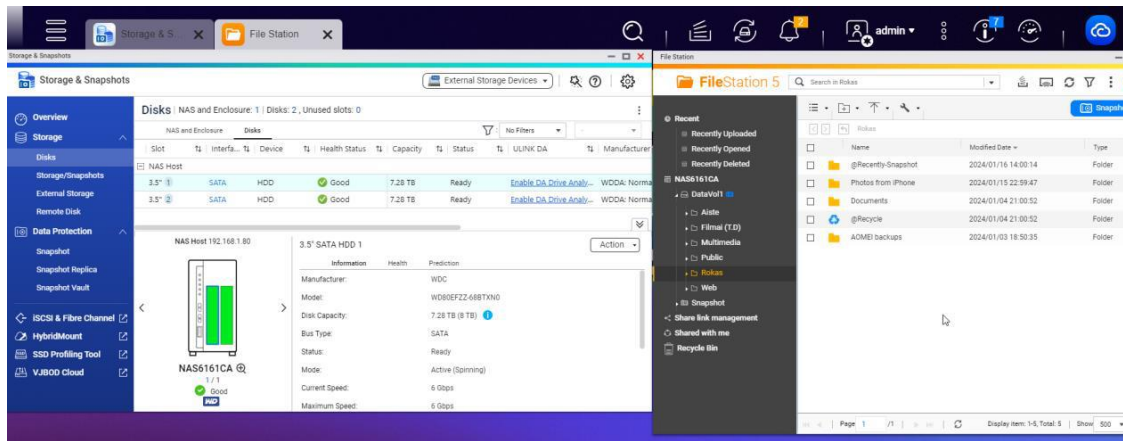 Storage & S...
File Station
2
admin
7
Storage & Snapshots
Storage & Snapshots
External Storage Devices
Overview
Storage
Disks
Storage/Snapshots
External Storage
Remote Disk
Data Protection
Snapshot
Snapshot Replica
Snapshot Vault
iSCSI & Fibre Channel
HybridMount
SSD Profiling Tool
VJBOD Cloud
Disks NAS and Enclosure: 1 | Disks: 2 , Unused slots: 0
NAS and Enclosure Disks
No Filters
Slot Interfa... Device Health Status Capacity Status ULINK DA Manufacturer
NAS Host
3.5" 1 SATA HDD Good 7.28 TB Ready Enable DA Drive Analy... WDDA: Norma
3.5" 2 SATA HDD Good 7.28 TB Ready Enable DA Drive Analy... WDDA: Norma
NAS Host 192.168.1.80
NAS6161CA
1 / 1
Good
WD
3.5" SATA HDD 1
Action
Information Health Prediction
Manufacturer: WDC
Model: WD80EFZZ-68BTXN0
Disk Capacity: 7.28 TB (8 TB)
Bus Type: SATA
Status: Ready
Mode: Active (Spinning)
Current Speed: 6 Gbps
Maximum Speed: 6 Gbps
File Station
FileStation 5
Search in Rokas
Recent
Recently Uploaded
Recently Opened
Recently Deleted
NAS6161CA
DataVol1
Aiste
Filmai (T.D)
Multimedia
Public
Rokas
Web
Snapshot
Share link management
Shared with me
Recycle Bin
Snapsh
Rokas
Name Modified Date Type
@Recently-Snapshot 2024/01/16 14:00:14 Folder
Photos from iPhone 2024/01/15 22:59:47 Folder
Documents 2024/01/04 21:00:52 Folder
@Recycle 2024/01/04 21:00:52 Folder
AOMEI backups 2024/01/03 18:50:35 Folder
Page 1 /1 Display item: 1-5, Total: 5 | Show 500